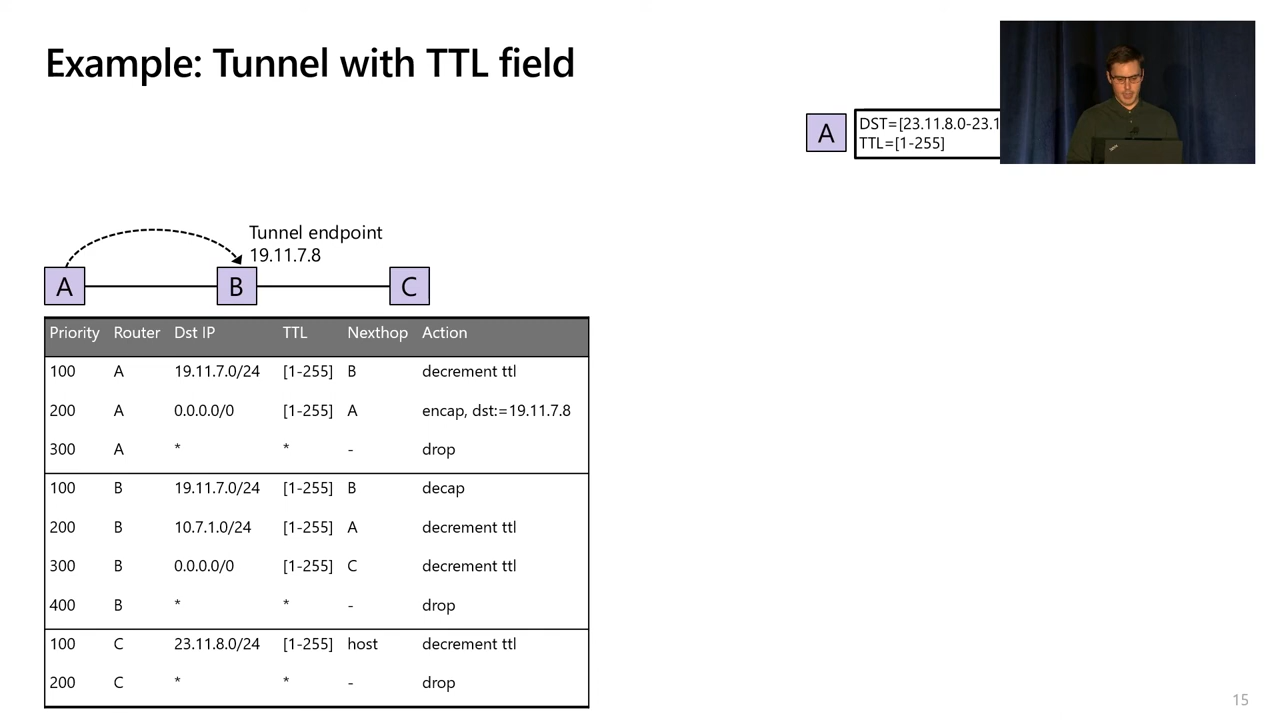 Example: Tunnel with TTL field
A
DST=[23.11.8.0-23.1
TTL=[1-255]
Tunnel endpoint
19.11.7.8
A
B
C
Priority Router Dst IP TTL Nexthop Action
100 A 19.11.7.0/24 [1-255] B decrement ttl
200 A 0.0.0.0/0 [1-255] A encap, dst:=19.11.7.8
300 A * * - drop
100 B 19.11.7.0/24 [1-255] B decap
200 B 10.7.1.0/24 [1-255] A decrement ttl
300 B 0.0.0.0/0 [1-255] C decrement ttl
400 B * * - drop
100 C 23.11.8.0/24 [1-255] host decrement ttl
200 C * * - drop
15